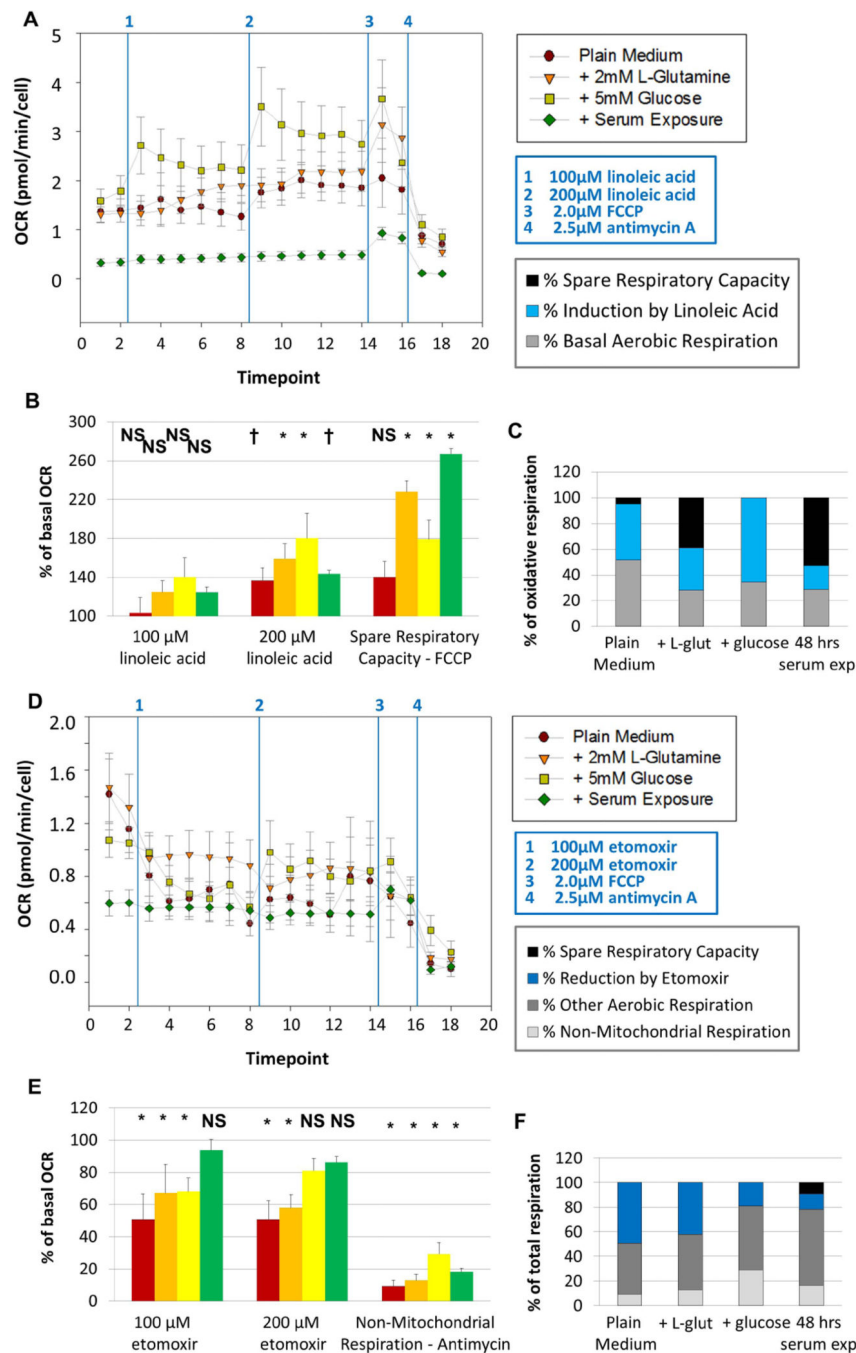 A
1 2 3 4
OCR (pmol/min/cell)
5
4
3
2
1
0
0 2 4 6 8 10 12 14 16 18 20
Timepoint
Plain Medium
+ 2mM L-Glutamine
+ 5mM Glucose
+ Serum Exposure
1 100µM linoleic acid
2 200µM linoleic acid
3 2.0µM FCCP
4 2.5µM antimycin A
% Spare Respiratory Capacity
% Induction by Linoleic Acid
% Basal Aerobic Respiration
B
% of basal OCR
300
260
220
180
140
100
NS NS NS NS † * * † NS * * *
100 µM
linoleic acid
200 µM
linoleic acid
Spare Respiratory
Capacity - FCCP
C
% of oxidative respiration
120
100
80
60
40
20
0
Plain
Medium
+ L-glut
+ glucose
48 hrs
serum exp
D
1 2 3 4
OCR (pmol/min/cell)
2.0
1.6
1.2
0.8
0.4
0.0
0 2 4 6 8 10 12 14 16 18 20
Timepoint
Plain Medium
+ 2mM L-Glutamine
+ 5mM Glucose
+ Serum Exposure
1 100µM etomoxir
2 200µM etomoxir
3 2.0µM FCCP
4 2.5µM antimycin A
% Spare Respiratory Capacity
% Reduction by Etomoxir
% Other Aerobic Respiration
% Non-Mitochondrial Respiration
E
% of basal OCR
120
100
80
60
40
20
0
* * * NS * * NS NS * * * *
100 µM
etomoxir
200 µM
etomoxir
Non-Mitochondrial
Respiration - Antimycin
F
% of total respiration
120
100
80
60
40
20
0
Plain
Medium
+ L-glut
+ glucose
48 hrs
serum exp